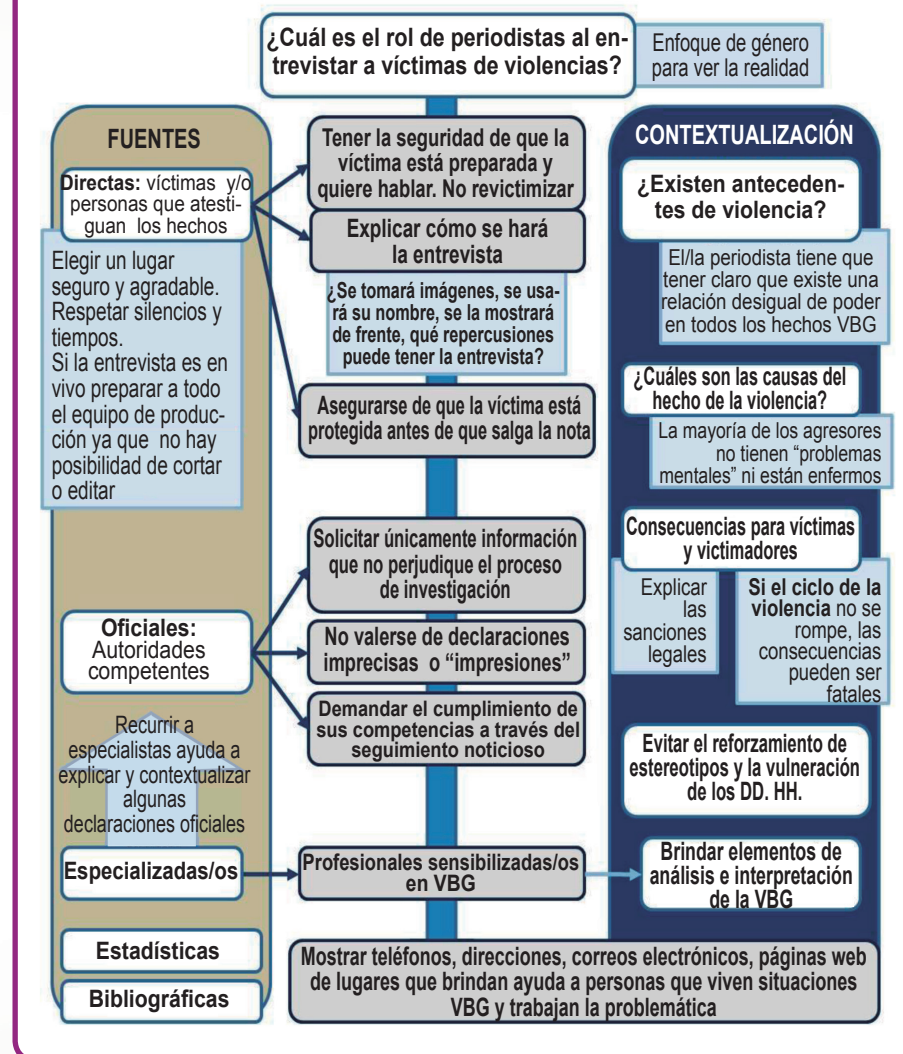 ¿Cuál es el rol de periodistas al en-
trevistar a víctimas de violencias?
Enfoque de género
para ver la realidad
FUENTES
Directas: víctimas y/o
personas que atesti-
guan los hechos
Elegir un lugar
seguro y agradable.
Respetar silencios y
tiempos.
Si la entrevista es en
vivo preparar a todo
el equipo de produc-
ción ya que no hay
posibilidad de cortar
o editar
Oficiales:
Autoridades
competentes
Recurrir a
especialistas ayuda a
explicar y contextualizar
algunas
declaraciones oficiales
Especializadas/os
Estadísticas
Bibliográficas
Tener la seguridad de que la
víctima está preparada y
quiere hablar. No revictimizar
Explicar cómo se hará
la entrevista
¿Se tomará imágenes, se usa-
rá su nombre, se la mostrará
de frente, qué repercusiones
puede tener la entrevista?
Asegurarse de que la víctima está
protegida antes de que salga la nota
Solicitar únicamente información
que no perjudique el proceso
de investigación
No valerse de declaraciones
imprecisas o “impresiones”
Demandar el cumplimiento de
sus competencias a través del
seguimiento noticioso
Profesionales sensibilizadas/os
en VBG
Mostrar teléfonos, direcciones, correos electrónicos, páginas web
de lugares que brindan ayuda a personas que viven situaciones
VBG y trabajan la problemática
CONTEXTUALIZACIÓN
¿Existen anteceden-
tes de violencia?
El/la periodista tiene que
tener claro que existe una
relación desigual de poder
en todos los hechos VBG
¿Cuáles son las causas del
hecho de la violencia?
La mayoría de los agresores
no tienen “problemas
mentales” ni están enfermos
Consecuencias para víctimas
y victimadores
Explicar
las
sanciones
legales
Si el ciclo de la
violencia no se
rompe, las
consecuencias
pueden ser
fatales
Evitar el reforzamiento de
estereotipos y la vulneración
de los DD. HH.
Brindar elementos de
análisis e interpretación
de la VBG